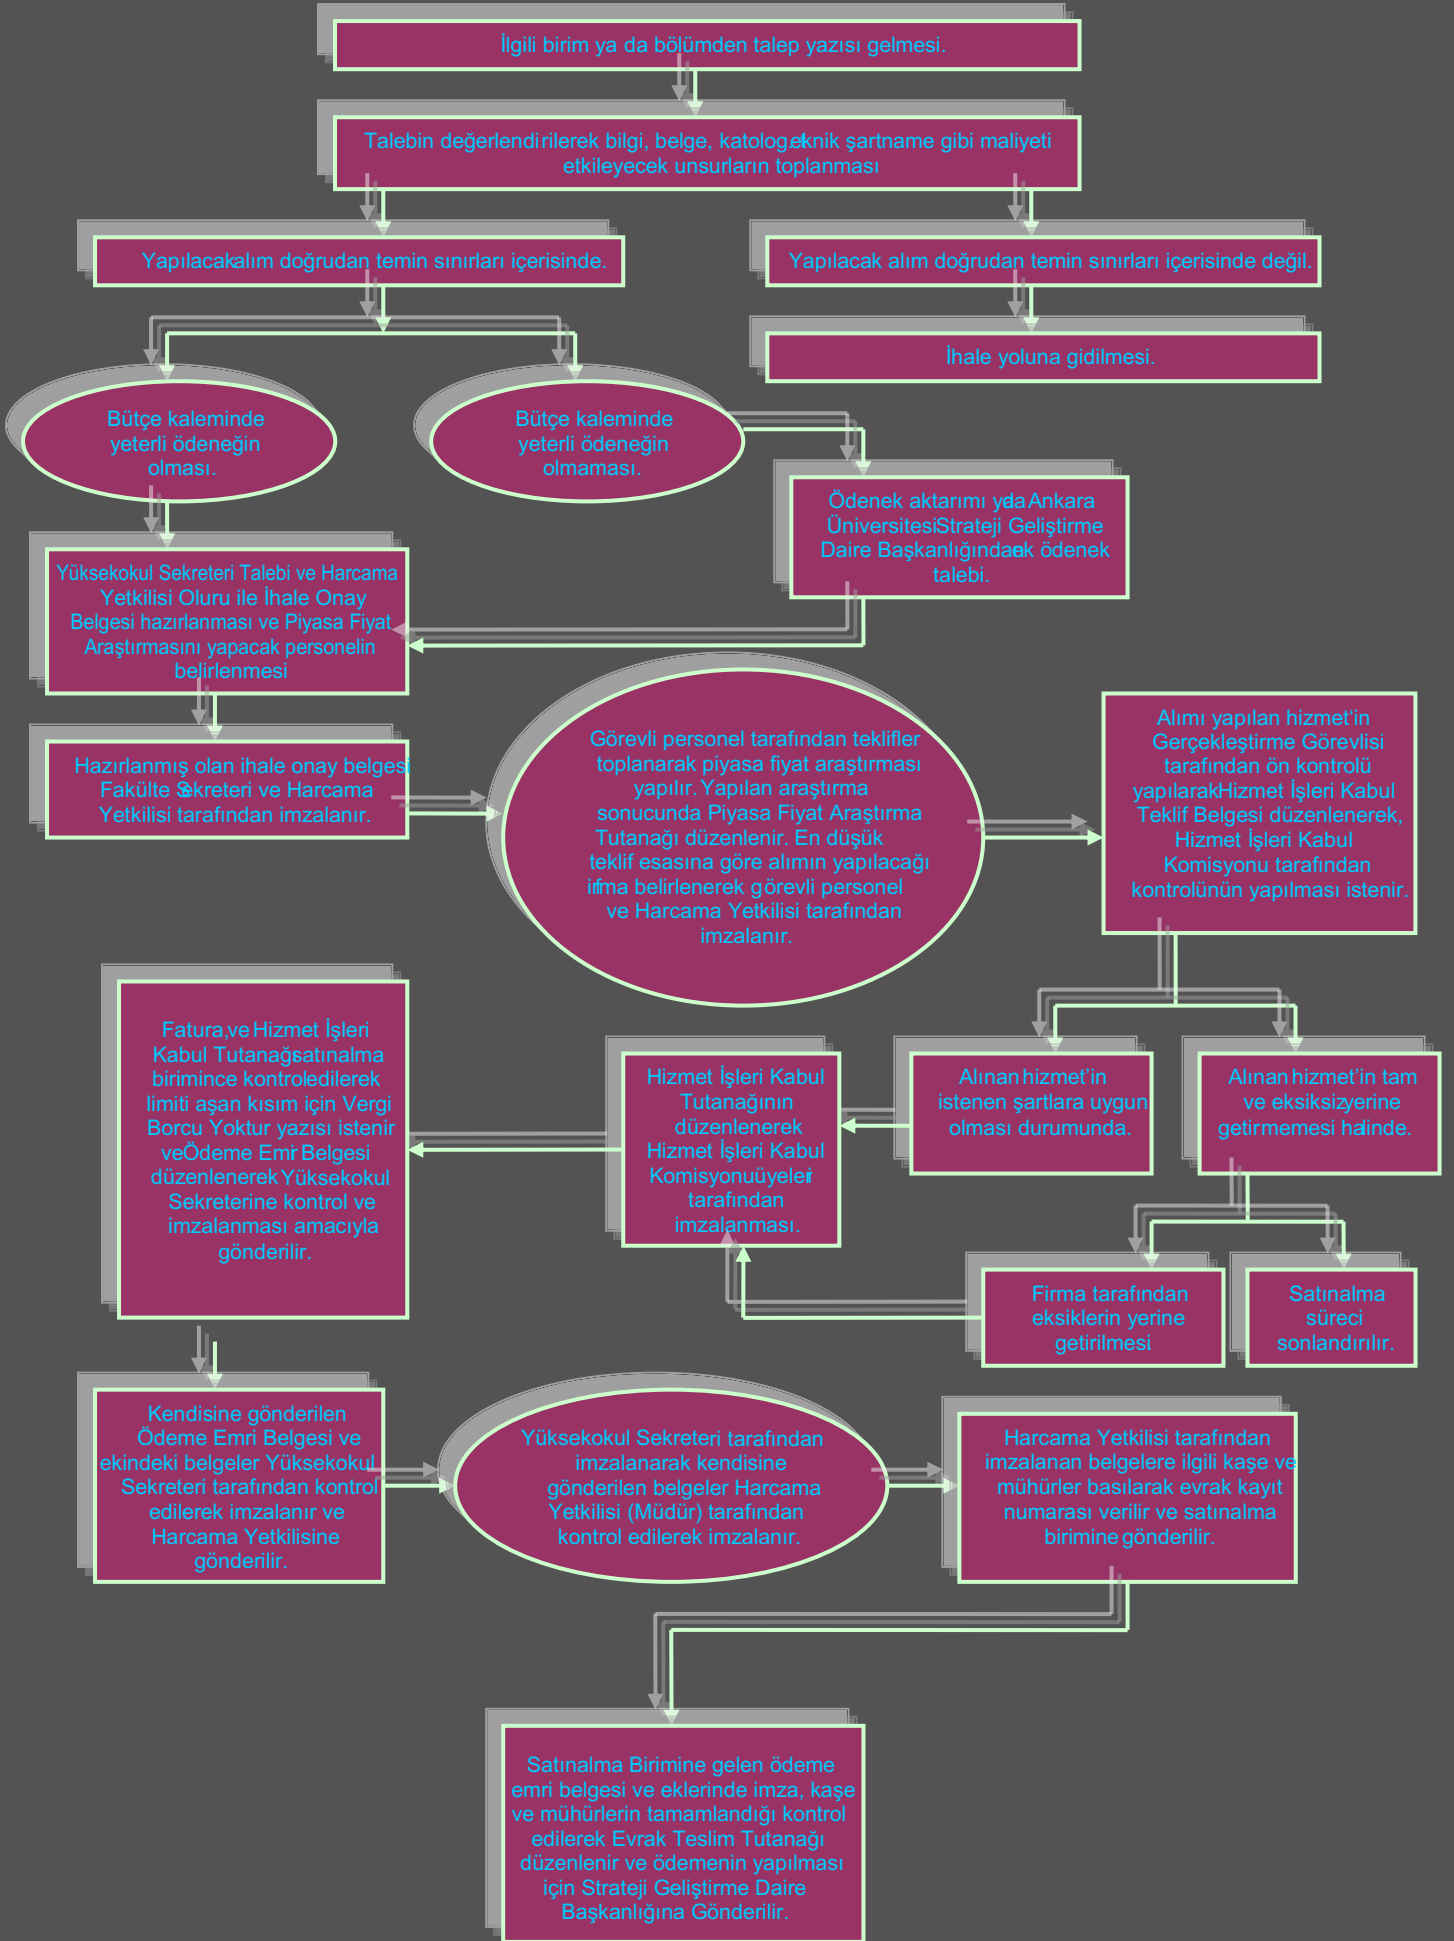 İlgili birim ya da bölümden talep yazısı gelmesi.
Talebin değerlendirilerek bilgi, belge, katolog,teknik şartname gibi maliyeti
etkileyecek unsurların toplanması
Yapılacak alım doğrudan temin sınırları içerisinde.
Yapılacak alım doğrudan temin sınırları içerisinde değil.
İhale yoluna gidilmesi.
Bütçe kaleminde
yeterli ödeneğin
olması.
Bütçe kaleminde
yeterli ödeneğin
olmaması.
Ödenek aktarımı ya da Ankara
Üniversitesi Strateji Geliştirme
Daire Başkanlığından ek ödenek
talebi.
Yüksekokul Sekreteri Talebi ve Harcama
Yetkilisi Oluru ile İhale Onay
Belgesi hazırlanması ve Piyasa Fiyat
Araştırmasını yapacak personelin
belirlenmesi
Hazırlanmış olan ihale onay belgesi
Fakülte Sekreteri ve Harcama
Yetkilisi tarafından imzalanır.
Görevli personel tarafından teklifler
toplanarak piyasa fiyat araştırması
yapılır. Yapılan araştırma
sonucunda Piyasa Fiyat Araştırma
Tutanağı düzenlenir. En düşük
teklif esasına göre alımın yapılacağı
firma belirlenerek görevli personel
ve Harcama Yetkilisi tarafından
imzalanır.
Alımı yapılan hizmet‘in
Gerçekleştirme Görevlisi
tarafından ön kontrolü
yapılarak Hizmet İşleri Kabul
Teklif Belgesi düzenlenerek,
Hizmet İşleri Kabul
Komisyonu tarafından
kontrolünün yapılması istenir.
Alınan hizmet’in
istenen şartlara uygun
olması durumunda.
Alınan hizmet’in tam
ve eksiksiz yerine
getirmemesi halinde.
Firma tarafından
eksiklerin yerine
getirilmesi.
Satınalma
süreci
sonlandırılır.
Hizmet İşleri Kabul
Tutanağının
düzenlenerek
Hizmet İşleri Kabul
Komisyonu üyeleri
tarafından
imzalanması.
Fatura,ve Hizmet İşleri
Kabul Tutanağı satınalma
birimince kontrol edilerek
limiti aşan kısım için Vergi
Borcu Yoktur yazısı istenir
ve Ödeme Emir Belgesi
düzenlenerek Yüksekokul
Sekreterine kontrol ve
imzalanması amacıyla
gönderilir.
Kendisine gönderilen
Ödeme Emri Belgesi ve
ekindeki belgeler Yüksekokul
Sekreteri tarafından kontrol
edilerek imzalanır ve
Harcama Yetkilisine
gönderilir.
Yüksekokul Sekreteri tarafından
imzalanarak kendisine
gönderilen belgeler Harcama
Yetkilisi (Müdür) tarafından
kontrol edilerek imzalanır.
Harcama Yetkilisi tarafından
imzalanan belgelere ilgili kaşe ve
mühürler basılarak evrak kayıt
numarası verilir ve satınalma
birimine gönderilir.
Satınalma Birimine gelen ödeme
emri belgesi ve eklerinde imza, kaşe
ve mühürlerin tamamlandığı kontrol
edilerek Evrak Teslim Tutanağı
düzenlenir ve ödemenin yapılması
için Strateji Geliştirme Daire
Başkanlığına Gönderilir.